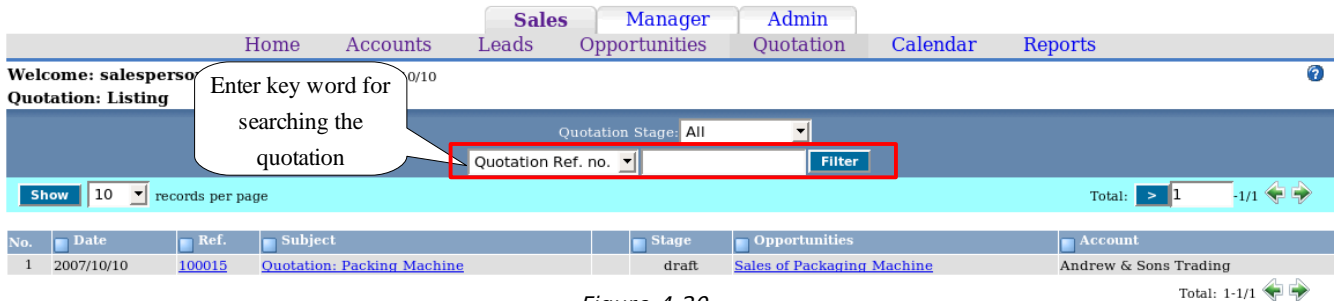 Sales Manager Admin
Home Accounts Leads Opportunities Quotation Calendar Reports
Welcome: salesperso
0/10
Quotation: Listing
Enter key word for
searching the
quotation
Quotation Stage: All
Quotation Ref. no. Filter
Show 10 records per page Total: > 1 -1/1
No. Date Ref. Subject Stage Opportunities Account
1 2007/10/10 100015 Quotation: Packing Machine draft Sales of Packaging Machine Andrew & Sons Trading
Total: 1-1/1